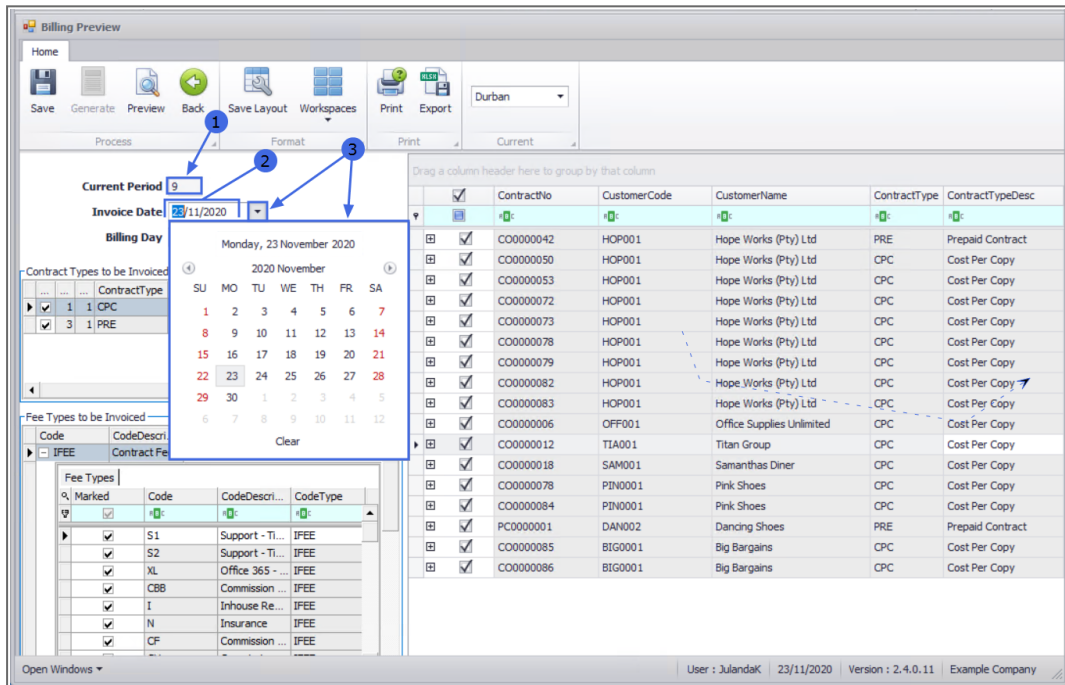 Billing Preview
Home
Save Generate Preview Back Save Layout Workspaces Print Export Durban
Process Format Print Current
1
2
3
Current Period 9
Invoice Date 23/11/2020
Billing Day
Monday, 23 November 2020
2020 November
SU MO TU WE TH FR SA
1 2 3 4 5 6 7
8 9 10 11 12 13 14
15 16 17 18 19 20 21
22 23 24 25 26 27 28
29 30 1 2 3 4 5
6 7 8 9 10 11 12
Clear
Contract Types to be Invoiced
... ... ... ContractType
1 1 CPC
3 1 PRE
Fee Types to be Invoiced
Code CodeDescri...
IFEE Contract Fe
Fee Types
Marked Code CodeDescri... CodeType
S1 Support - Ti... IFEE
S2 Support - Ti... IFEE
XL Office 365 - ... IFEE
CBB Commission ... IFEE
I Inhouse Re... IFEE
N Insurance IFEE
CF Commission ... IFEE
Drag a column header here to group by that column
ContractNo CustomerCode CustomerName ContractType ContractTypeDesc
CO0000042 HOP001 Hope Works (Pty) Ltd PRE Prepaid Contract
CO0000050 HOP001 Hope Works (Pty) Ltd CPC Cost Per Copy
CO0000053 HOP001 Hope Works (Pty) Ltd CPC Cost Per Copy
CO0000072 HOP001 Hope Works (Pty) Ltd CPC Cost Per Copy
CO0000073 HOP001 Hope Works (Pty) Ltd CPC Cost Per Copy
CO0000078 HOP001 Hope Works (Pty) Ltd CPC Cost Per Copy
CO0000079 HOP001 Hope Works (Pty) Ltd CPC Cost Per Copy
CO0000082 HOP001 Hope Works (Pty) Ltd CPC Cost Per Copy
CO0000083 HOP001 Hope Works (Pty) Ltd CPC Cost Per Copy
CO0000006 OFF001 Office Supplies Unlimited CPC Cost Per Copy
CO0000012 TIA001 Titan Group CPC Cost Per Copy
CO0000018 SAM001 Samanthas Diner CPC Cost Per Copy
CO0000078 PIN0001 Pink Shoes CPC Cost Per Copy
CO0000084 PIN0001 Pink Shoes CPC Cost Per Copy
PC0000001 DAN002 Dancing Shoes PRE Prepaid Contract
CO0000085 BIG0001 Big Bargains CPC Cost Per Copy
CO0000086 BIG0001 Big Bargains CPC Cost Per Copy
Open Windows User : JulandaK 23/11/2020 Version : 2.4.0.11 Example Company